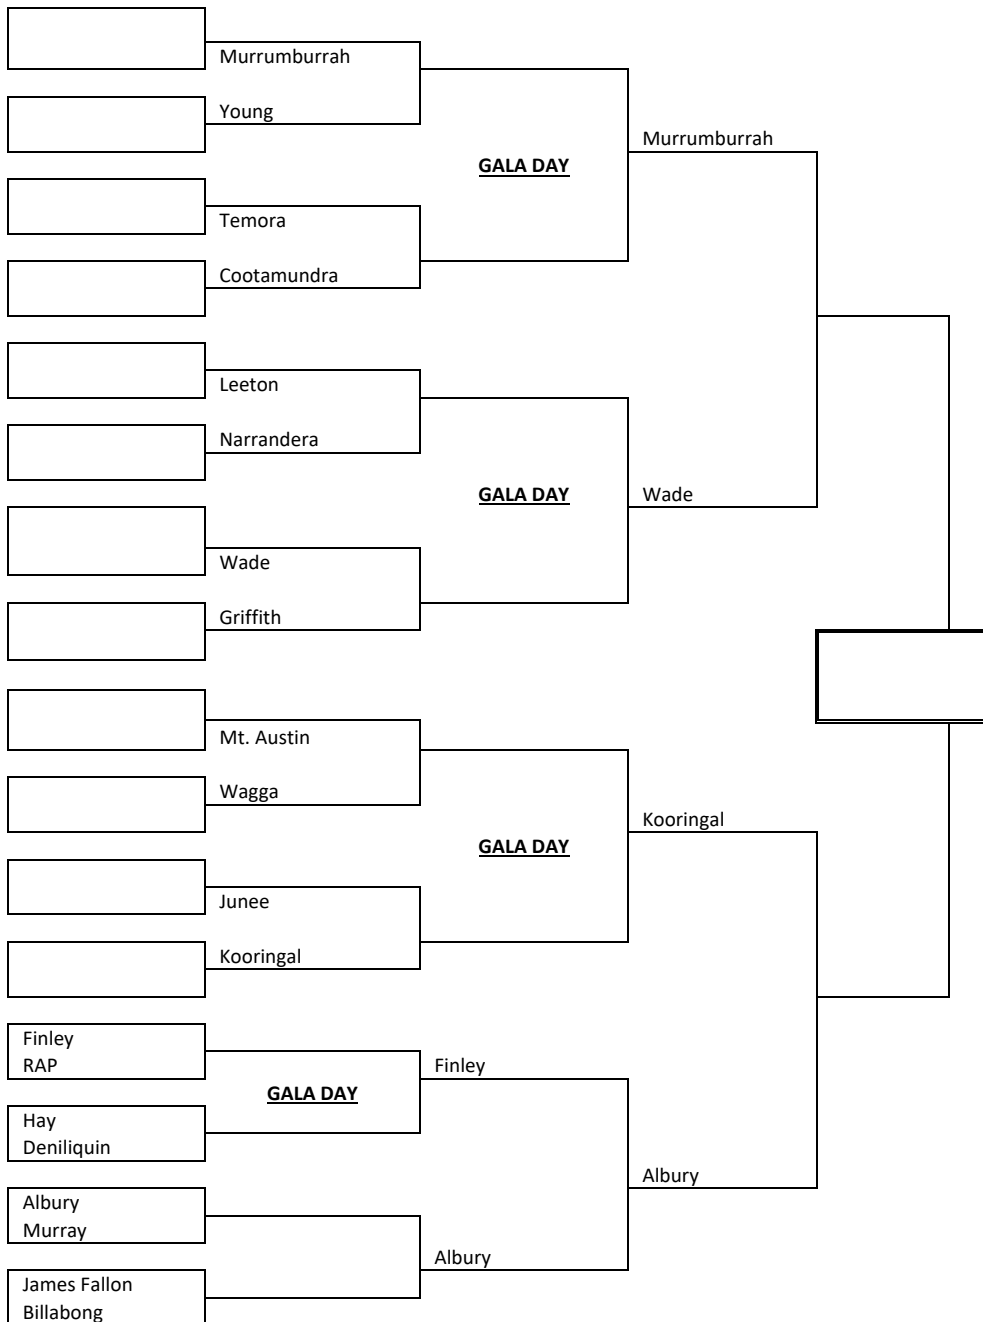 Murrumburrah
Young
Murrumburrah
GALA DAY
Temora
Cootamundra
Leeton
Narrandera
GALA DAY
Wade
Wade
Griffith
Mt. Austin
Wagga
Kooringal
GALA DAY
Junee
Kooringal
Finley
RAP
Finley
GALA DAY
Hay
Deniliquin
Albury
Albury
Murray
Albury
James Fallon
Billabong